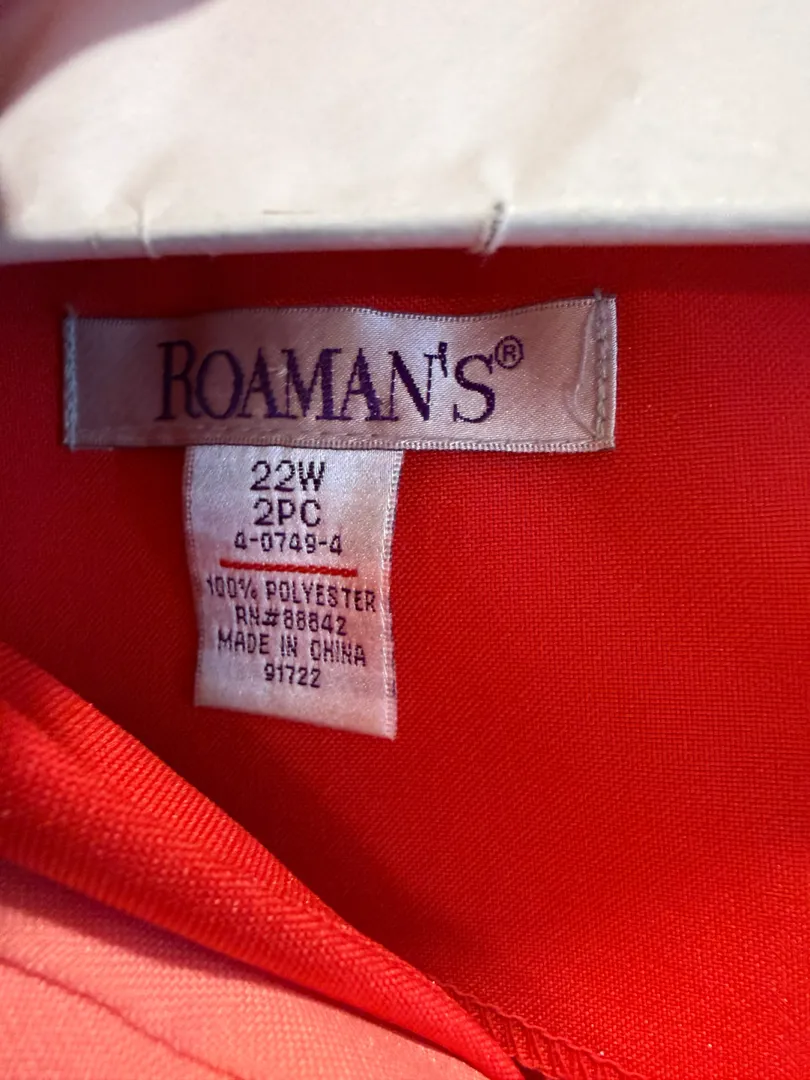 ROAMAN'S®
22W
2PC
4-0749-4
100% POLYESTER
RN#88842
MADE IN CHINA
91722